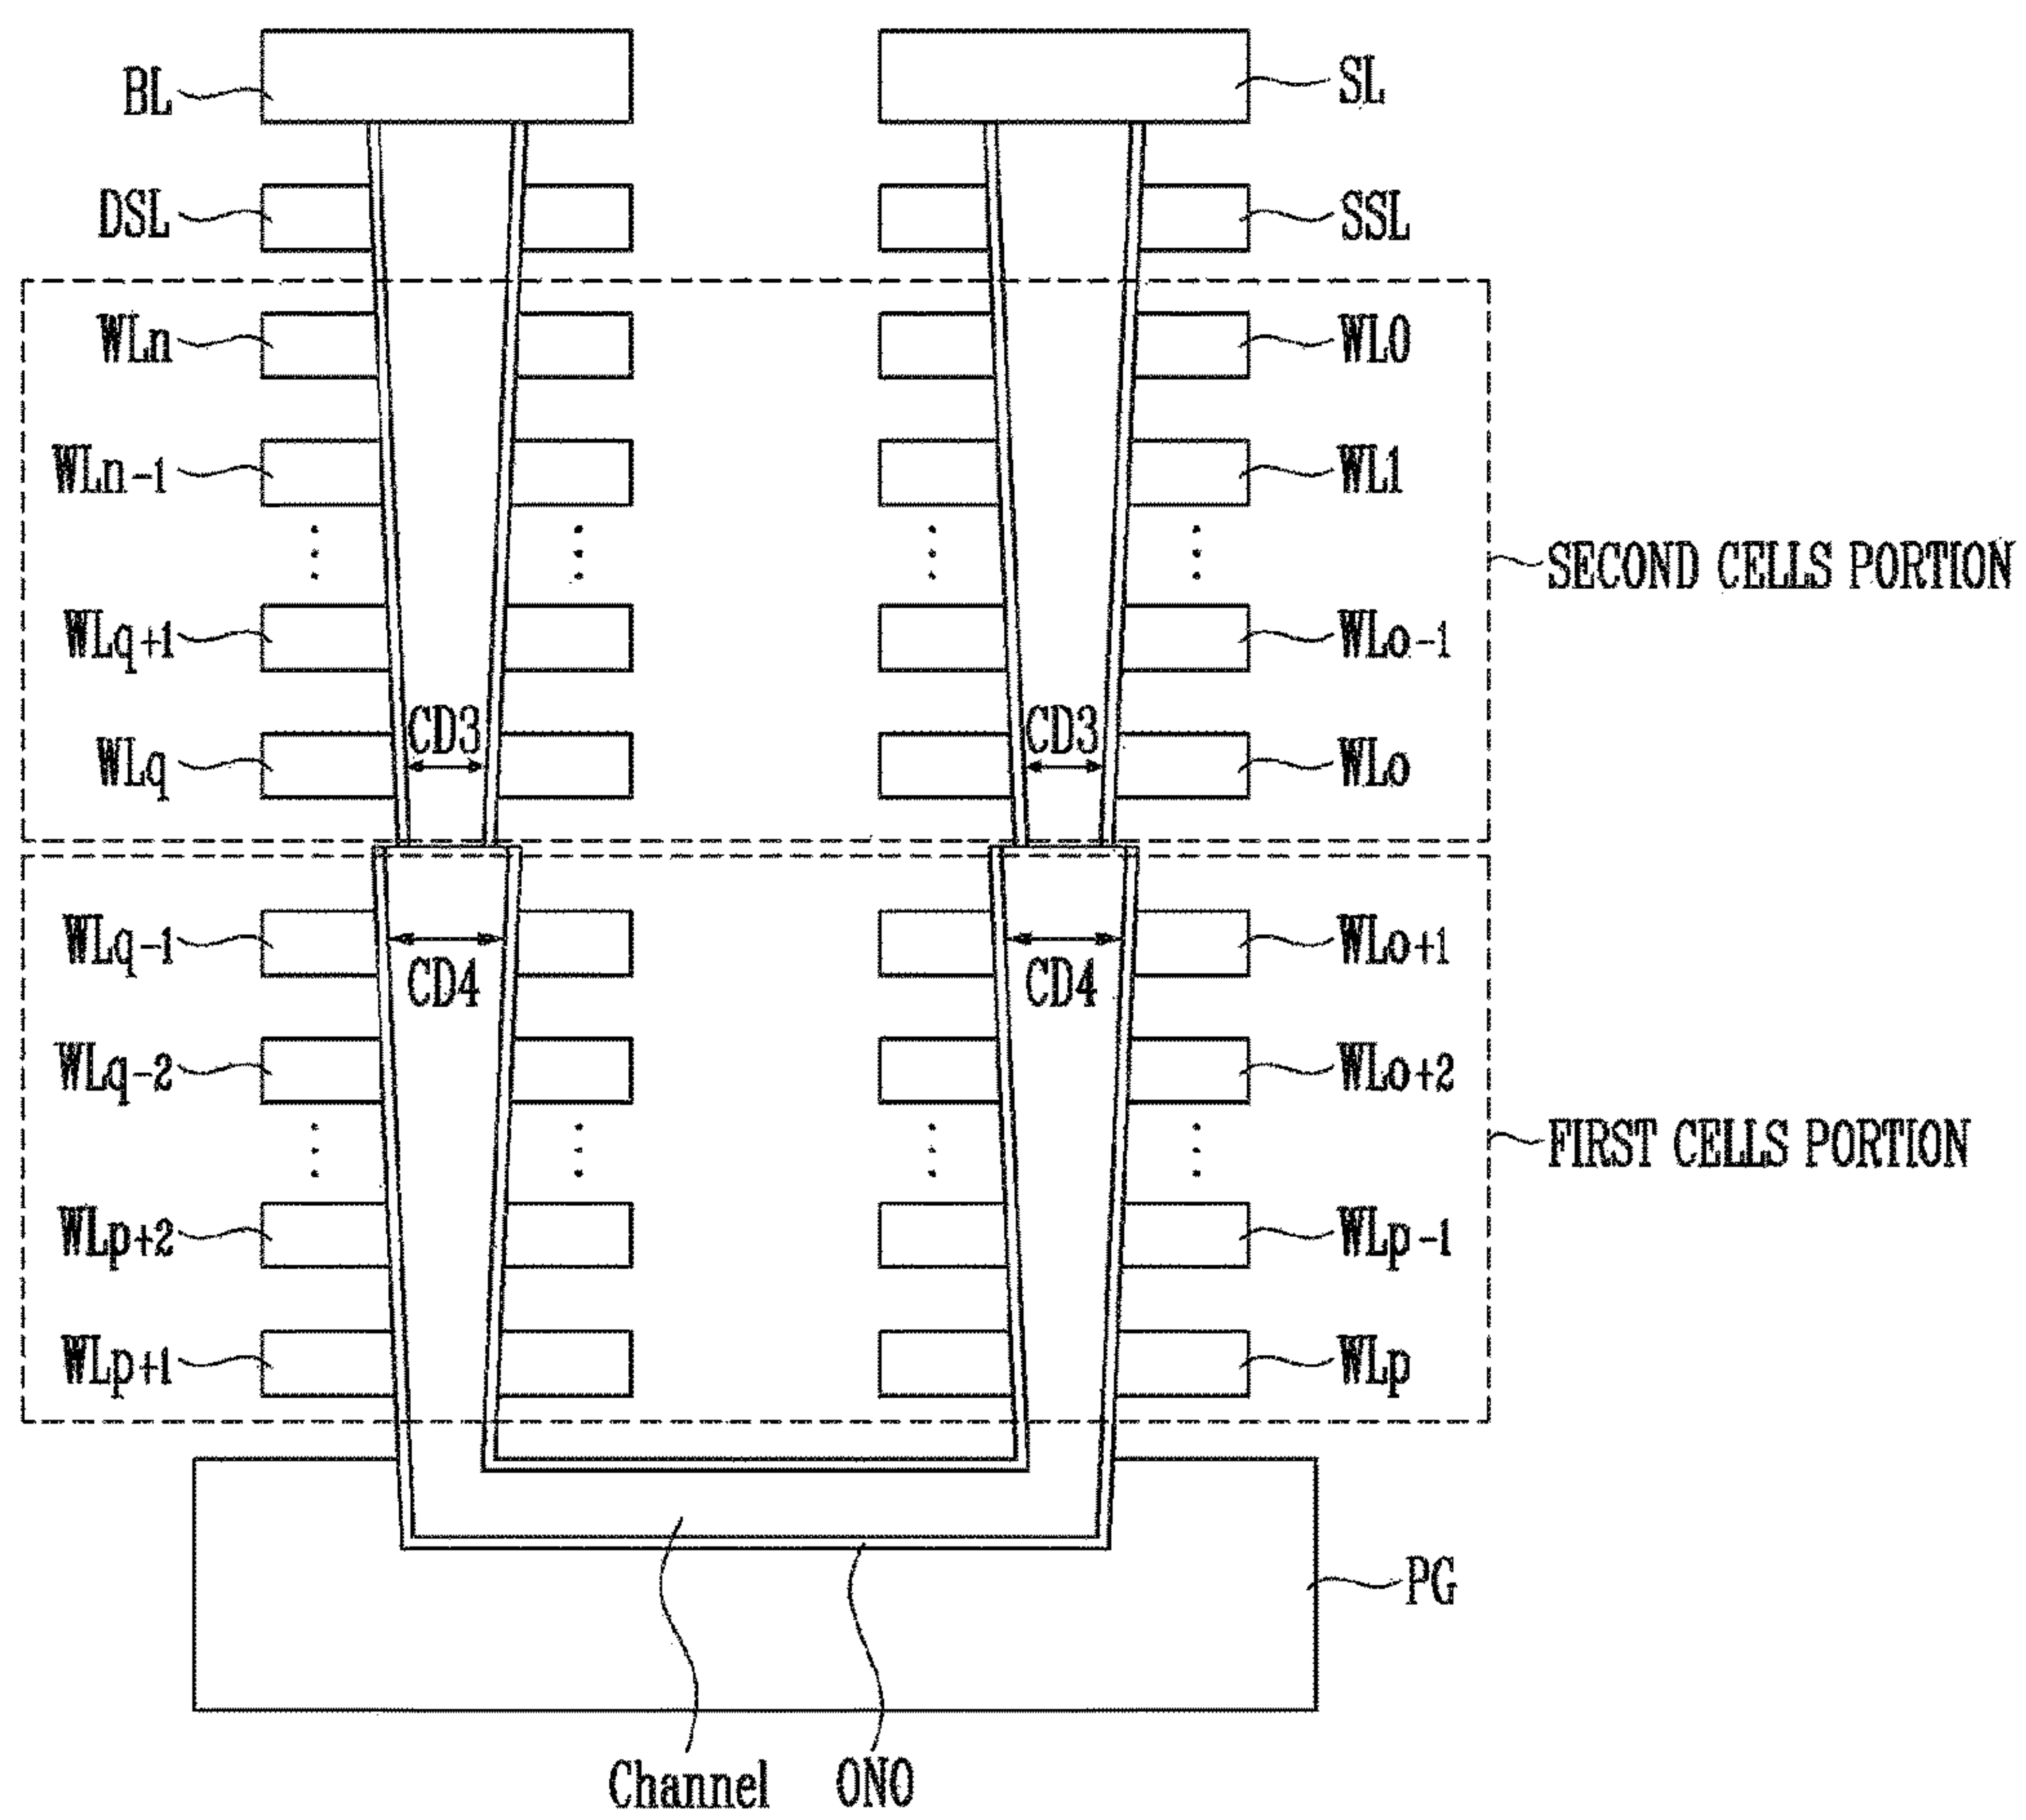 BL
SL
DSL
SSL
WLn
WL0
WLn-1
WL1
SECOND CELLS PORTION
WLq+1
WLo-1
CD3
CD3
WLq
WLo
WLq-1
WLo+1
CD4
CD4
WLq-2
WLo+2
FIRST CELLS PORTION
WLp+2
WLp-1
WLp+1
WLp
PG
Channel
ONO